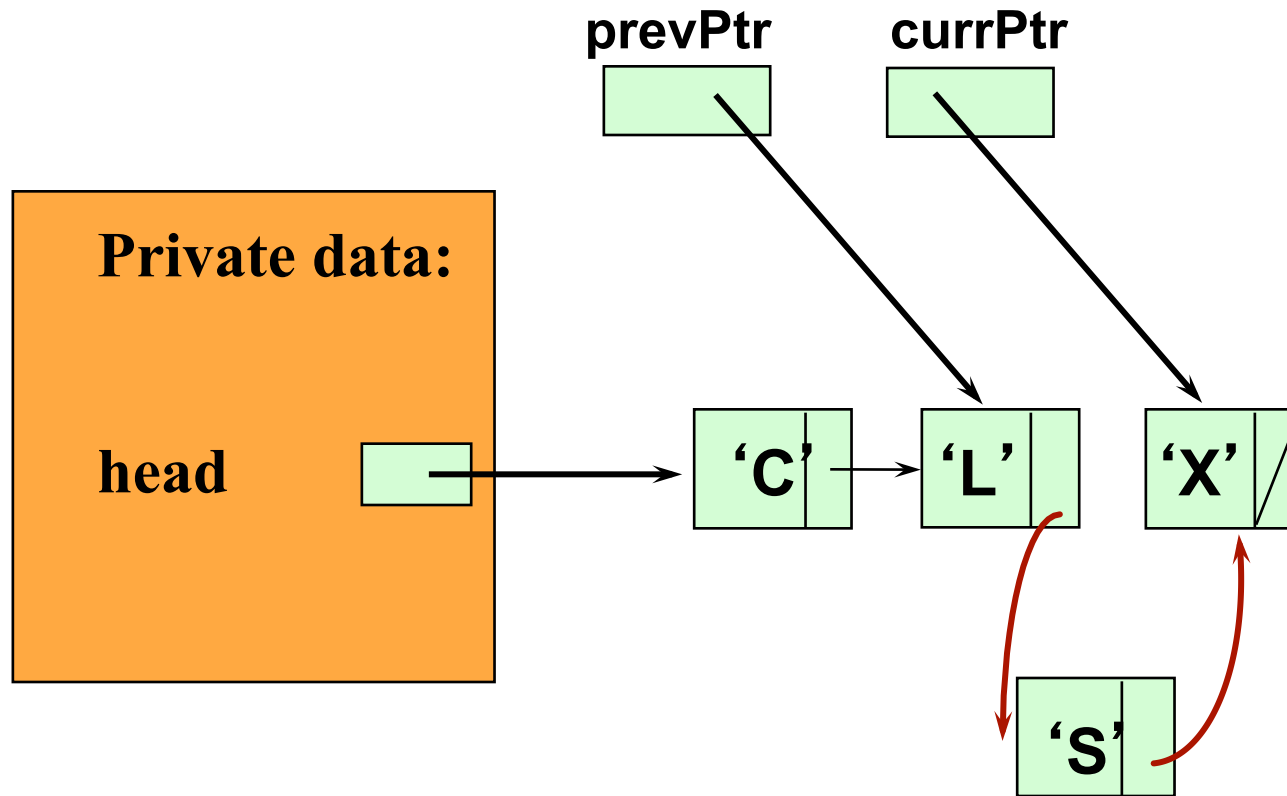 prevPtr currPtr
Private data:
head
‘C’ ‘L’ ‘X’
‘S’